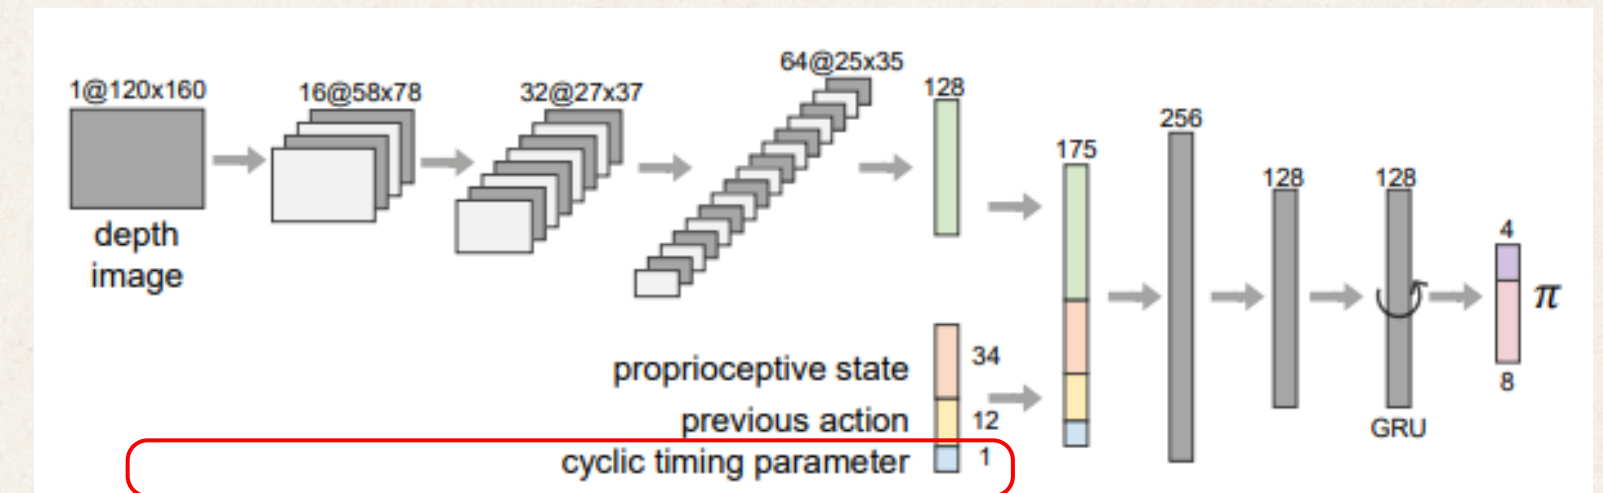 1@120x160
depth
image
16@58x78
32@27x37
64@25x35
128
proprioceptive state 34
previous action 12
cyclic timing parameter 1
175
256
128
128
GRU
4
π
8